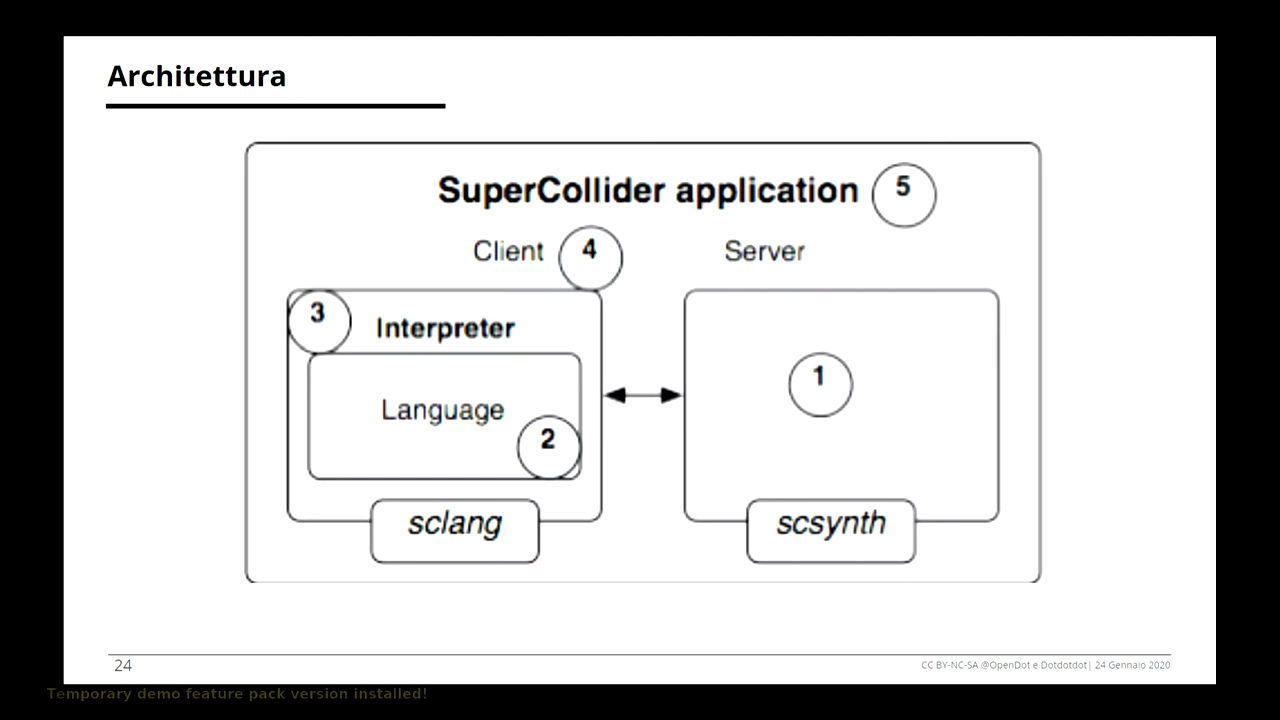 Architettura
SuperCollider application 5
Client 4 Server
3 Interpreter
1
Language
2
sclang scsynth
24 CC BY-NC-SA @OpenDot e Dotdotdot| 24 Gennaio 2020
Temporary demo feature pack version installed!